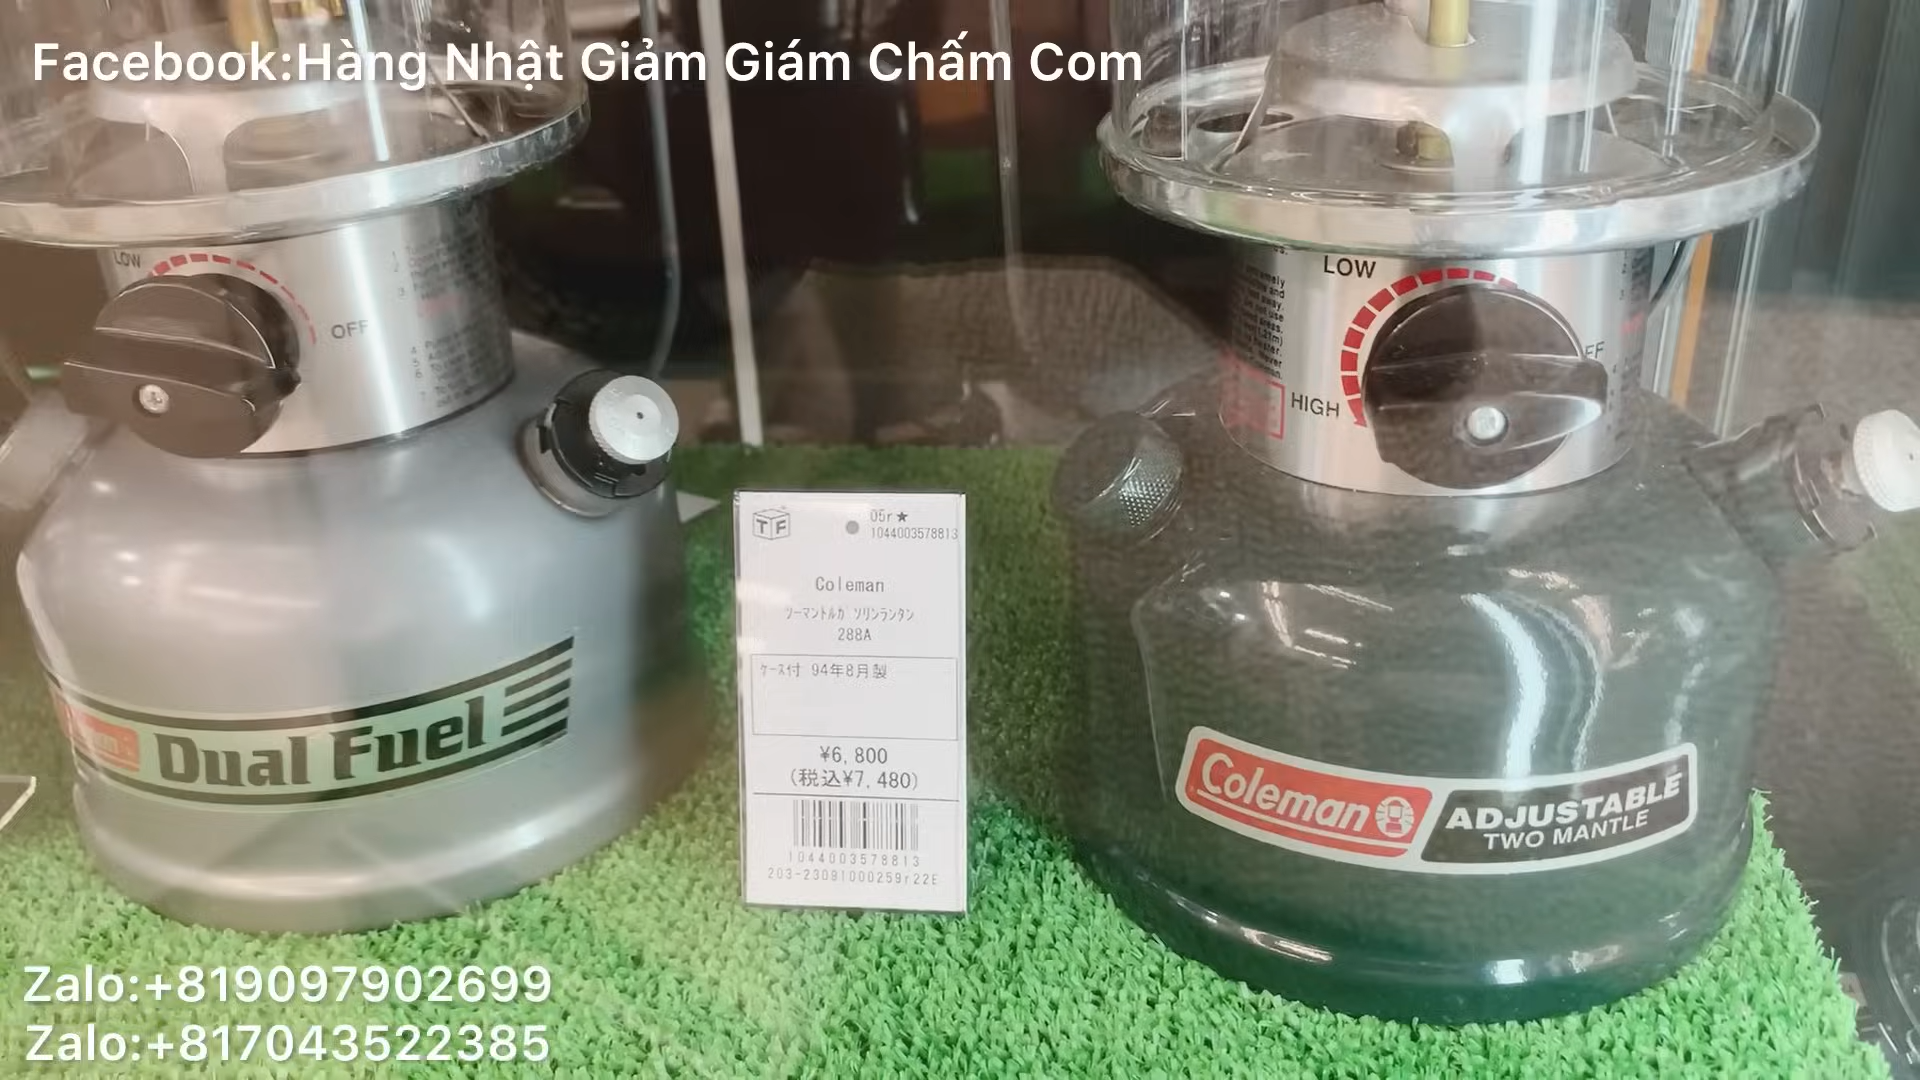 Facebook:Hàng Nhật Giảm Giám Chấm Com
LOW
OFF
LOW
HIGH
FF
TF
05r★
1044003578813
Coleman
ツーマントルガソリンランタン
288A
ケース付 94年8月製
¥6,800
(税込¥7,480)
1044003578813
203-23091000259r22E
Dual Fuel
Coleman
ADJUSTABLE
TWO MANTLE
Zalo:+819097902699
Zalo:+817043522385